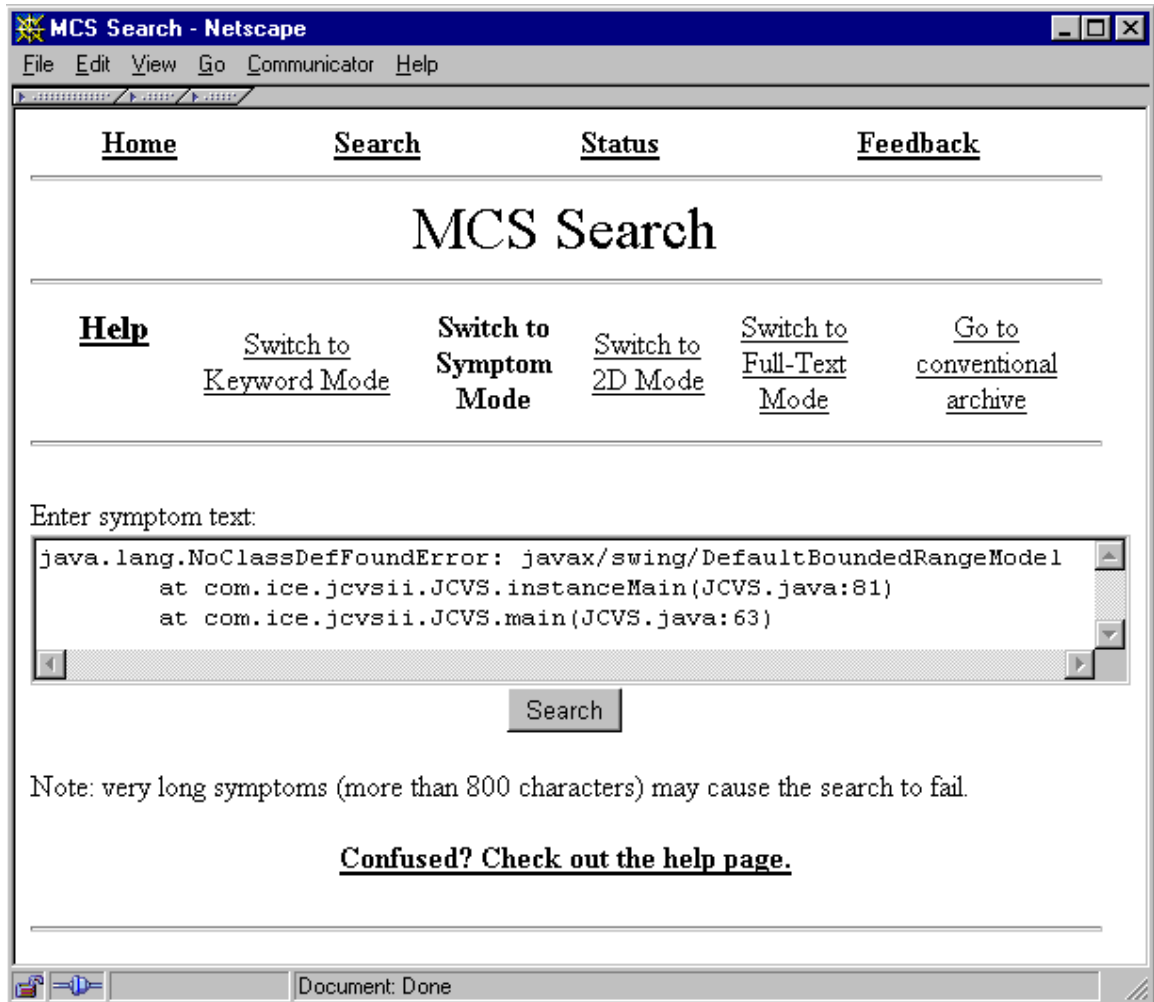 MCS Search - Netscape
File Edit View Go Communicator Help
Home Search Status Feedback
MCS Search
Help
Switch to
Keyword Mode
Switch to
Symptom
Mode
Switch to
2D Mode
Switch to
Full-Text
Mode
Go to
conventional
archive
Enter symptom text:
java.lang.NoClassDefFoundError: javax/swing/DefaultBoundedRangeModel
        at com.ice.jcvsii.JCVS.instanceMain(JCVS.java:81)
        at com.ice.jcvsii.JCVS.main(JCVS.java:63)
Search
Note: very long symptoms (more than 800 characters) may cause the search to fail.
Confused? Check out the help page.
Document: Done